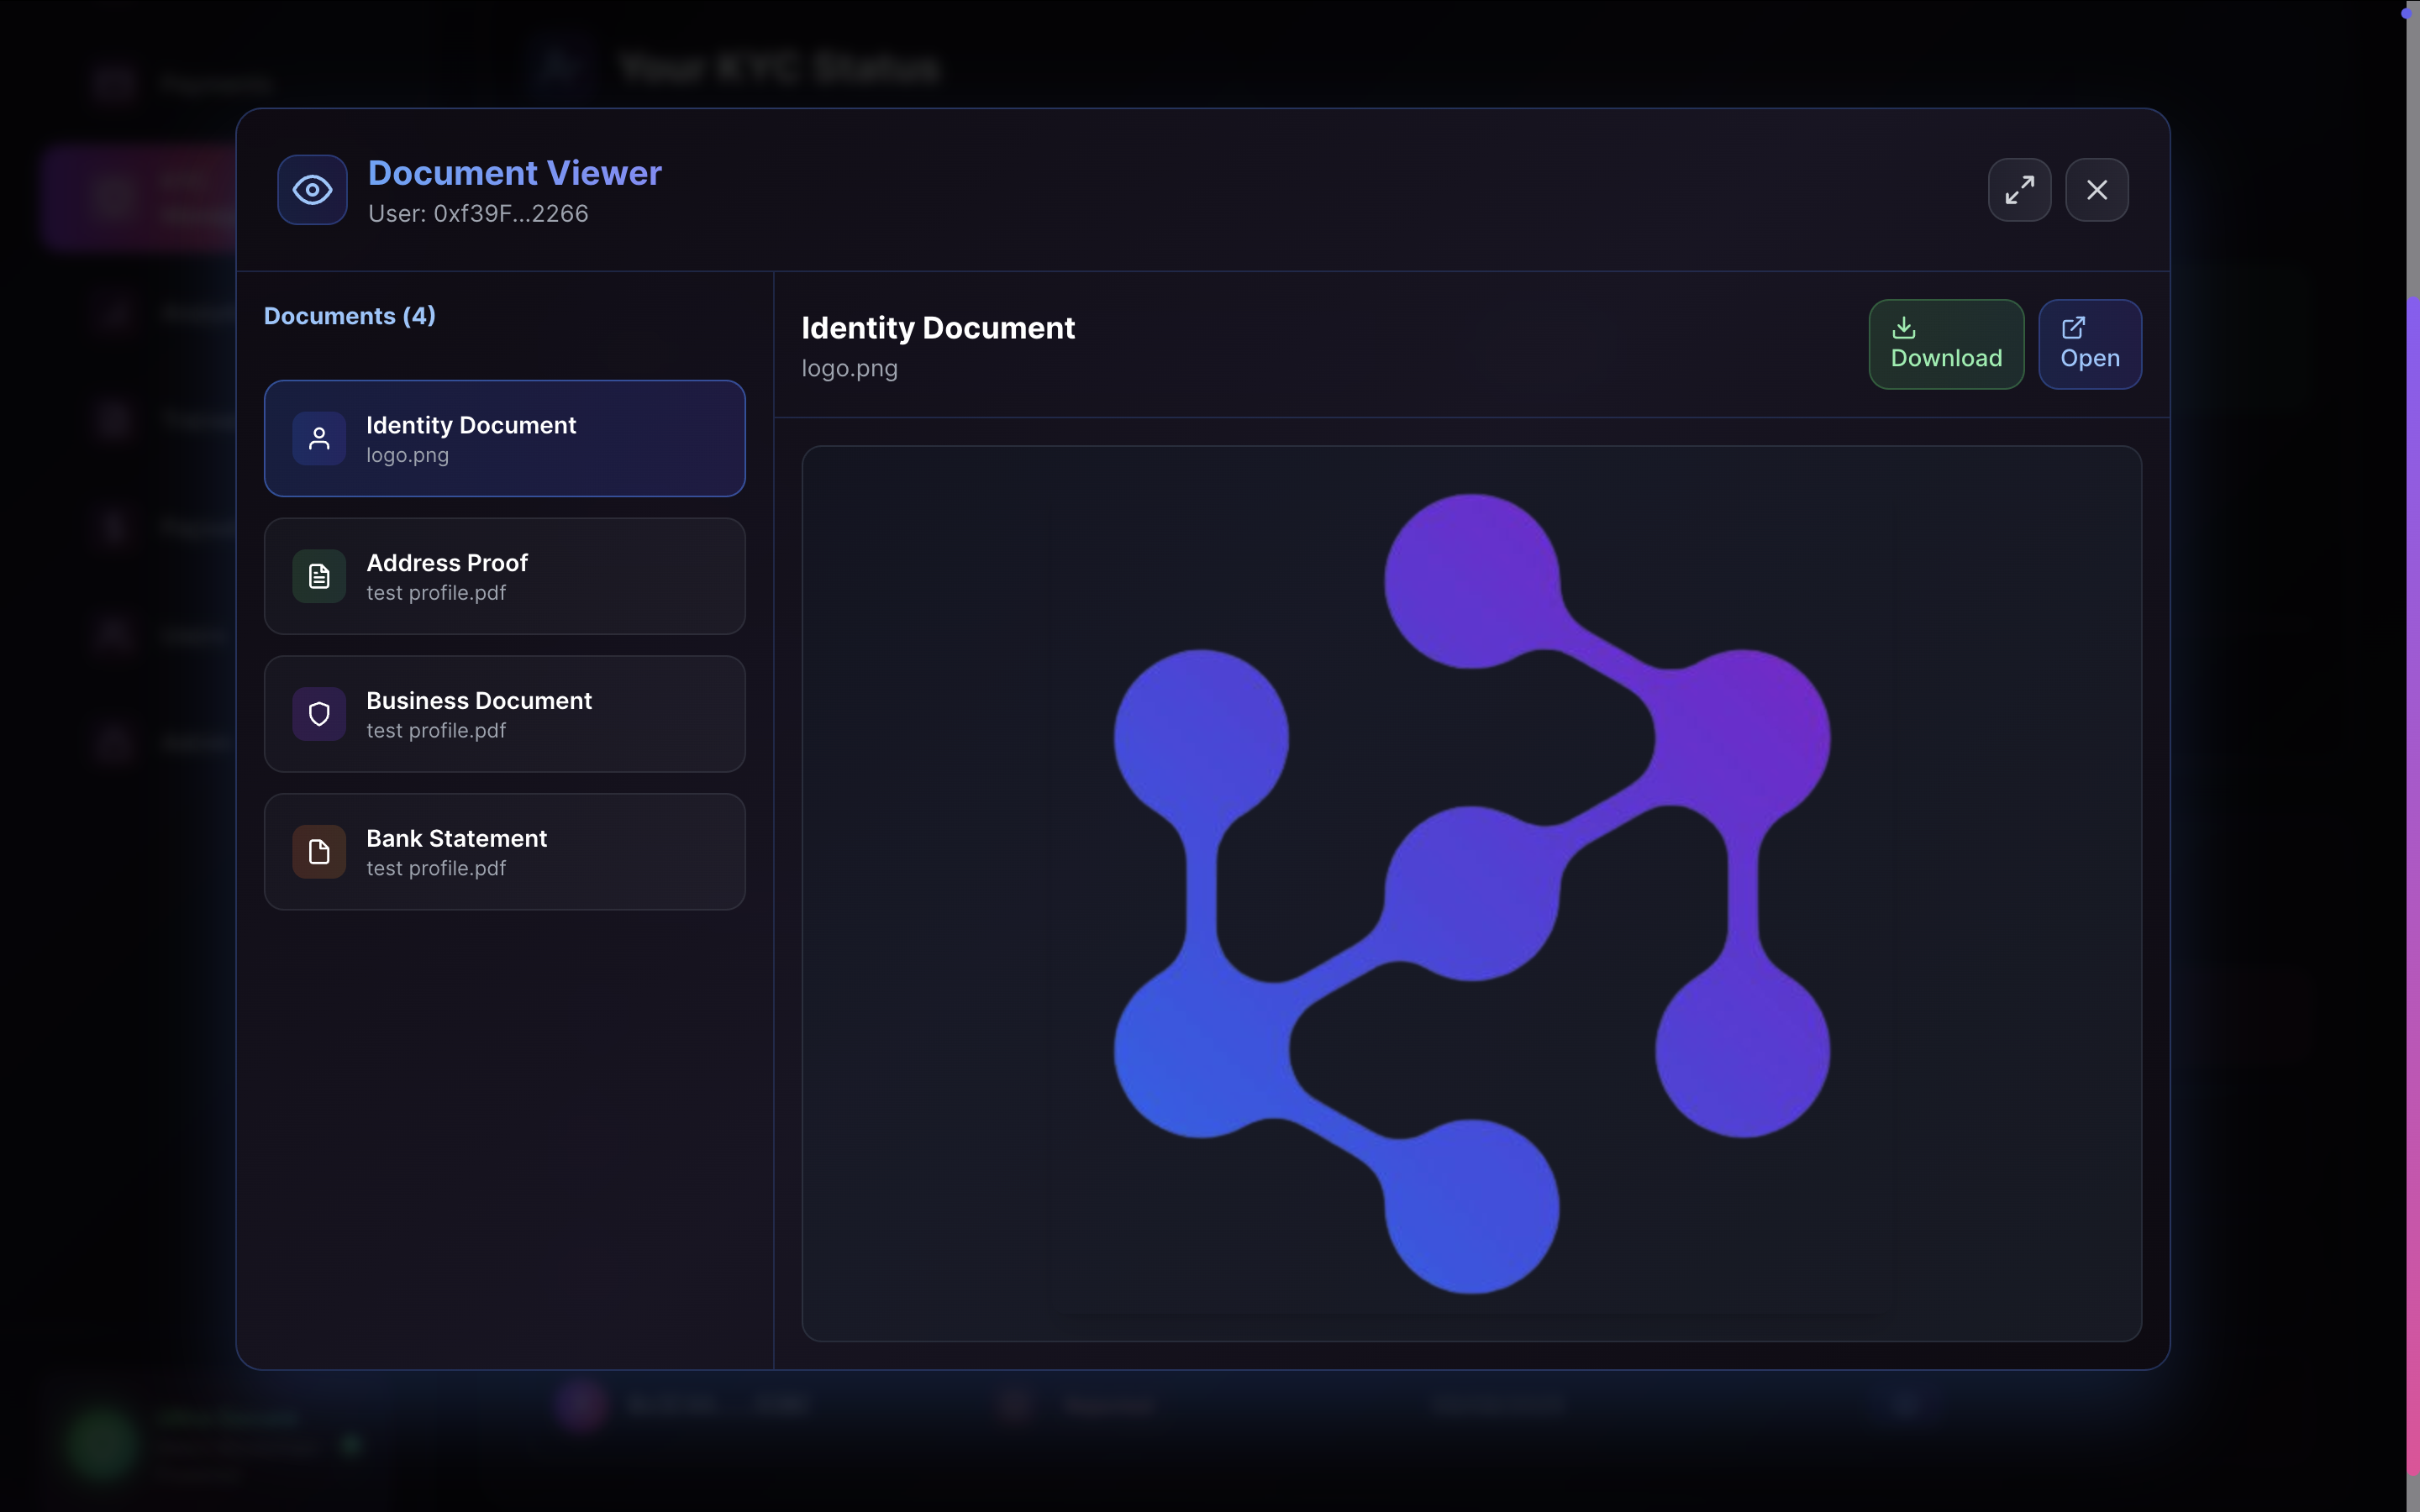 Your KYC Status
Document Viewer
User: 0xf39F...2266
Documents (4)
Identity Document
logo.png
Address Proof
test profile.pdf
Business Document
test profile.pdf
Bank Statement
test profile.pdf
Identity Document
logo.png
Download
Open